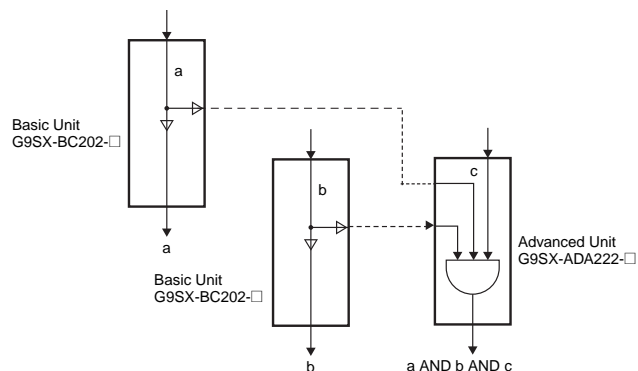 a
Basic Unit
G9SX-BC202-□
a
b
c
Basic Unit
G9SX-BC202-□
b
Advanced Unit
G9SX-ADA222-□
a AND b AND c